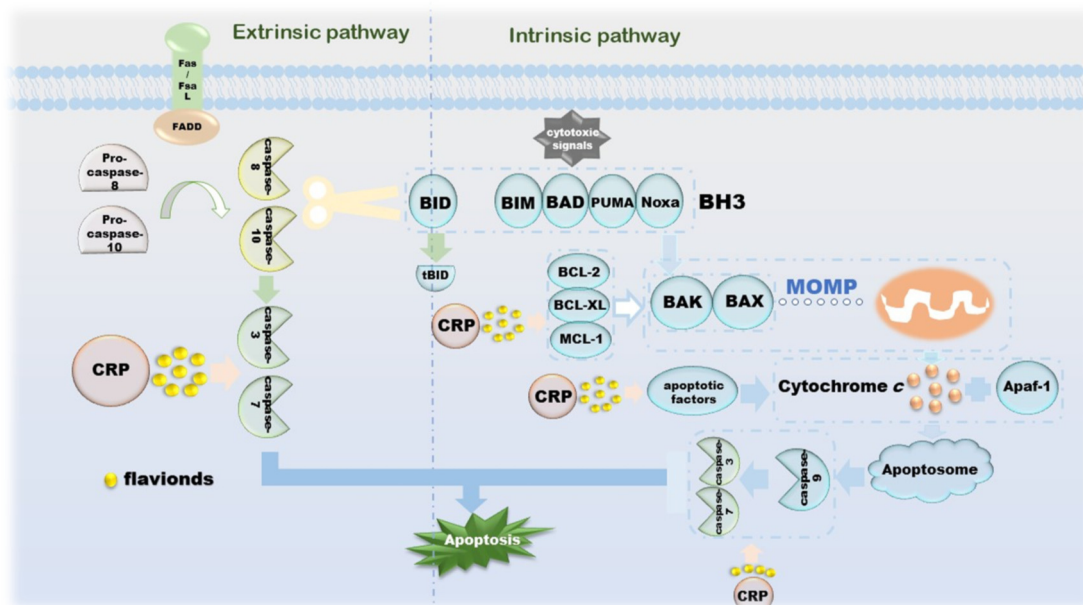 Extrinsic pathway
Intrinsic pathway
Fas
/
Fsa
L
FADD
cytotoxic
signals
Pro-
caspase-
8
Pro-
caspase-
10
caspase-
8
caspase-
10
BID
BIM
BAD
PUMA
Noxa
BH3
tBID
BCL-2
BCL-XL
MCL-1
BAK
BAX
MOMP
CRP
CRP
caspase-
3
caspase-
7
CRP
apoptotic
factors
Cytochrome c
Apaf-1
flavionds
caspase-
3
caspase-
7
caspase-
9
Apoptosome
Apoptosis
CRP